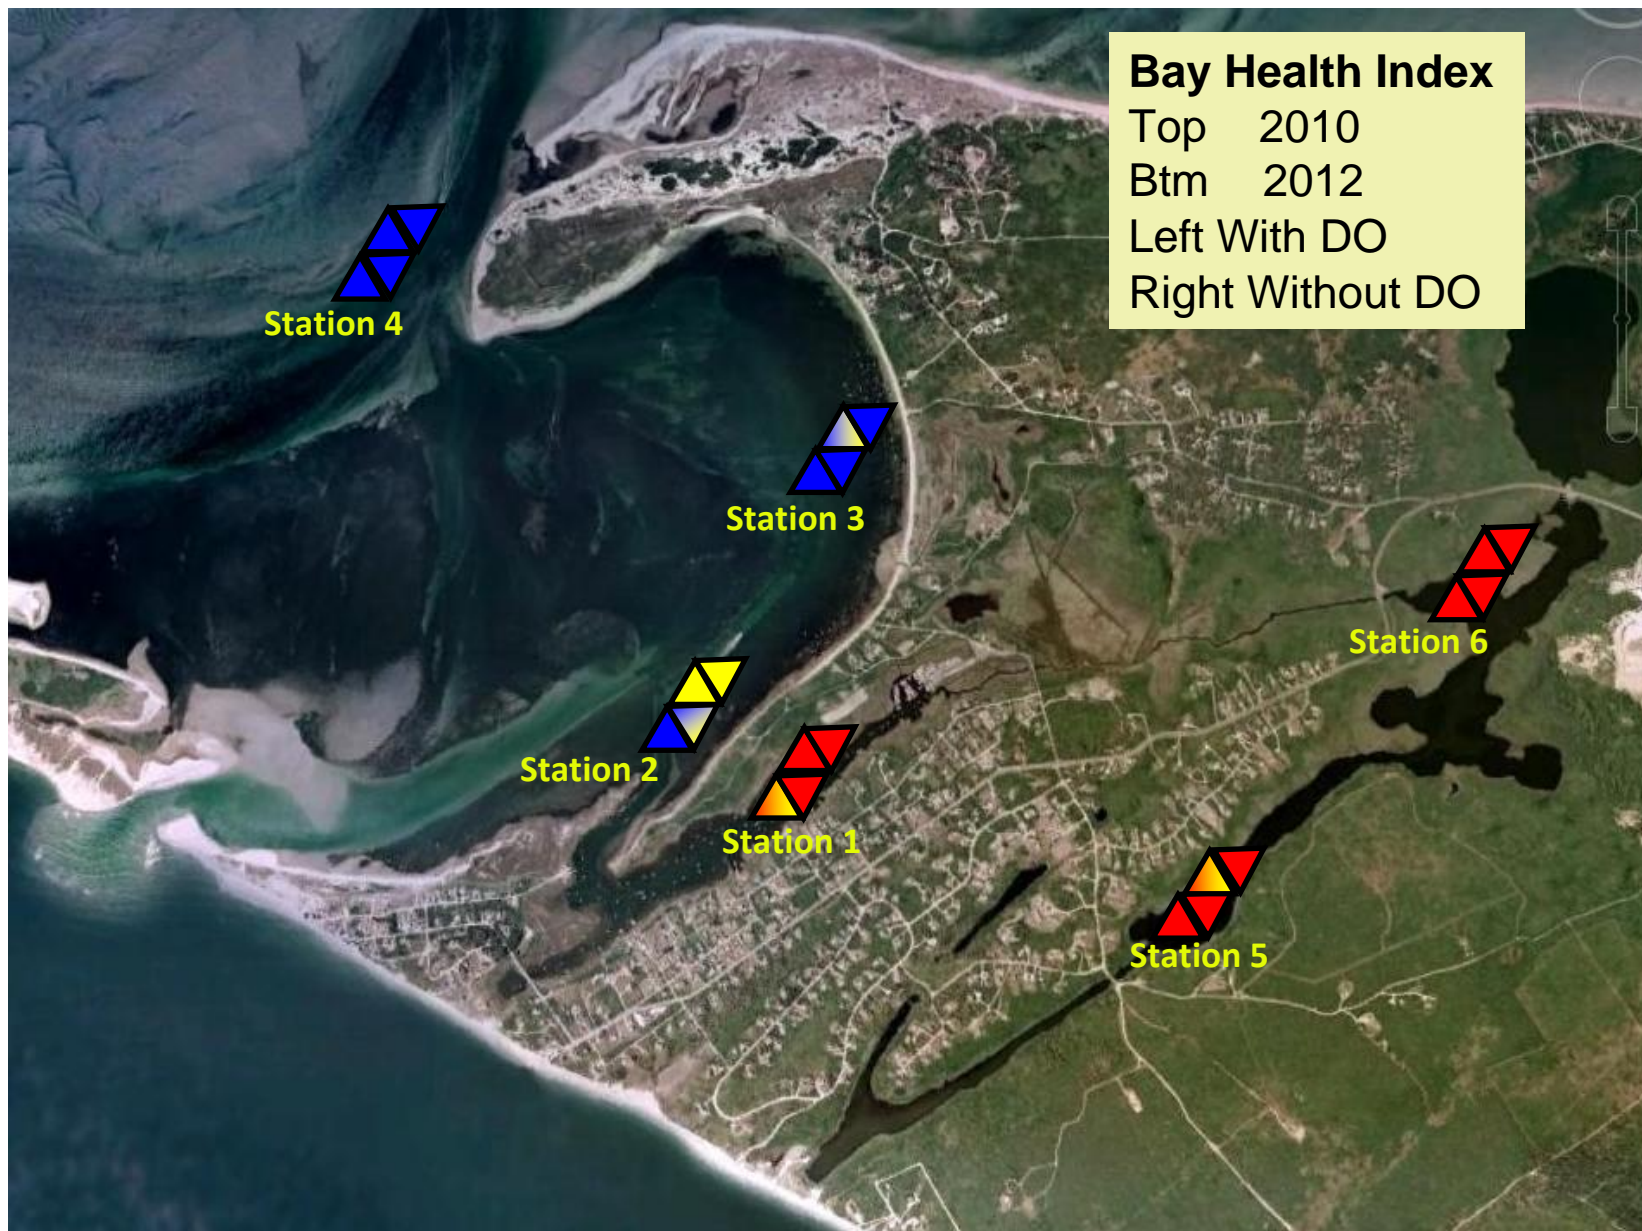 Bay Health Index
Top 2010
Btm 2012
Left With DO
Right Without DO
Station 4
Station 3
Station 6
Station 2
Station 1
Station 5